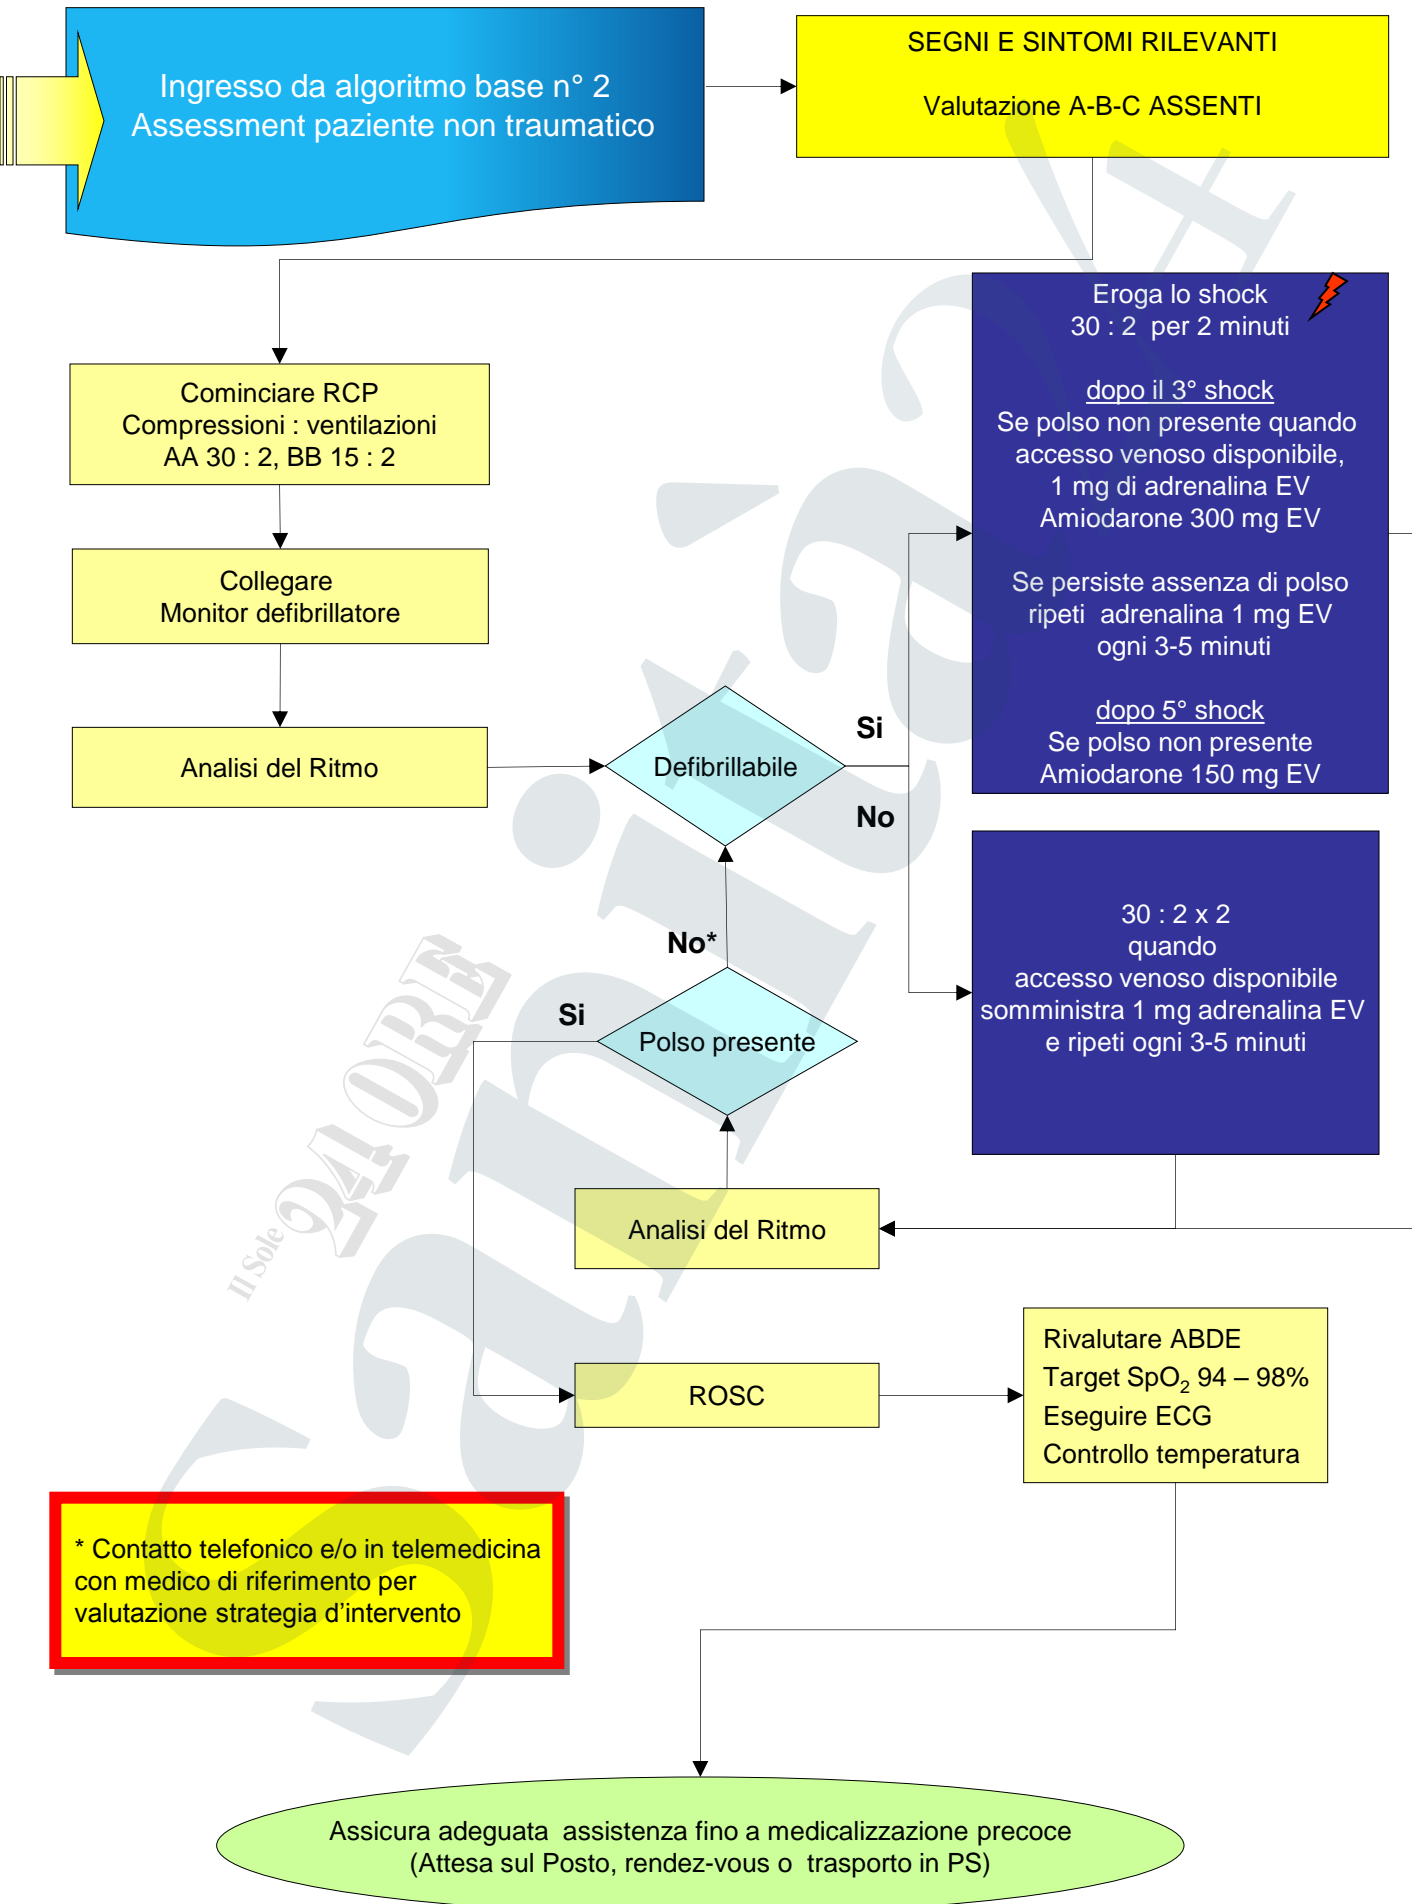 Ingresso da algoritmo base n° 2
Assessment paziente non traumatico
SEGNI E SINTOMI RILEVANTI
Valutazione A-B-C ASSENTI
Cominciare RCP
Compressioni : ventilazioni
AA 30 : 2, BB 15 : 2
Collegare
Monitor defibrillatore
Analisi del Ritmo
Defibrillabile
Si
No
Eroga lo shock
30 : 2 per 2 minuti
dopo il 3° shock
Se polso non presente quando
accesso venoso disponibile,
1 mg di adrenalina EV
Amiodarone 300 mg EV
Se persiste assenza di polso
ripeti adrenalina 1 mg EV
ogni 3-5 minuti
dopo 5° shock
Se polso non presente
Amiodarone 150 mg EV
30 : 2 x 2
quando
accesso venoso disponibile
somministra 1 mg adrenalina EV
e ripeti ogni 3-5 minuti
No*
Si
Polso presente
Analisi del Ritmo
ROSC
Rivalutare ABDE
Target SpO₂ 94 – 98%
Eseguire ECG
Controllo temperatura
* Contatto telefonico e/o in telemedicina
con medico di riferimento per
valutazione strategia d'intervento
Assicura adeguata assistenza fino a medicalizzazione precoce
(Attesa sul Posto, rendez-vous o trasporto in PS)
Il Sole 24 ORE
Sanità24